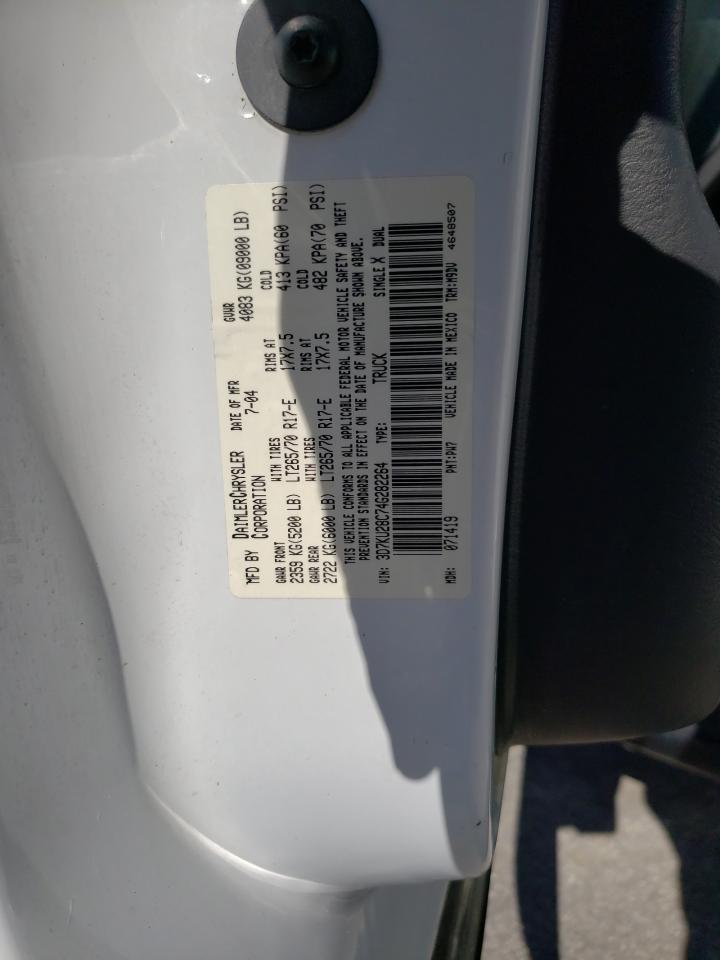 MFD BY DAIMLERCHRYSLER CORPORATION DATE OF MFR 7-04 GVWR 4083 KG(09000 LB)
GAWR FRONT WITH TIRES RIMS AT COLD
2359 KG(5200 LB) LT265/70 R17-E 17X7.5 413 KPA(60 PSI)
GAWR REAR WITH TIRES RIMS AT COLD
2722 KG(6000 LB) LT265/70 R17-E 17X7.5 482 KPA(70 PSI)
THIS VEHICLE CONFORMS TO ALL APPLICABLE FEDERAL MOTOR VEHICLE SAFETY AND THEFT
PREVENTION STANDARDS IN EFFECT ON THE DATE OF MANUFACTURE SHOWN ABOVE.
VIN: 3D7KU28C74G282264 TYPE: TRUCK SINGLE X DUAL
MDH: 071419 PNT:PW7 VEHICLE MADE IN MEXICO TRM:M9DV 4648507